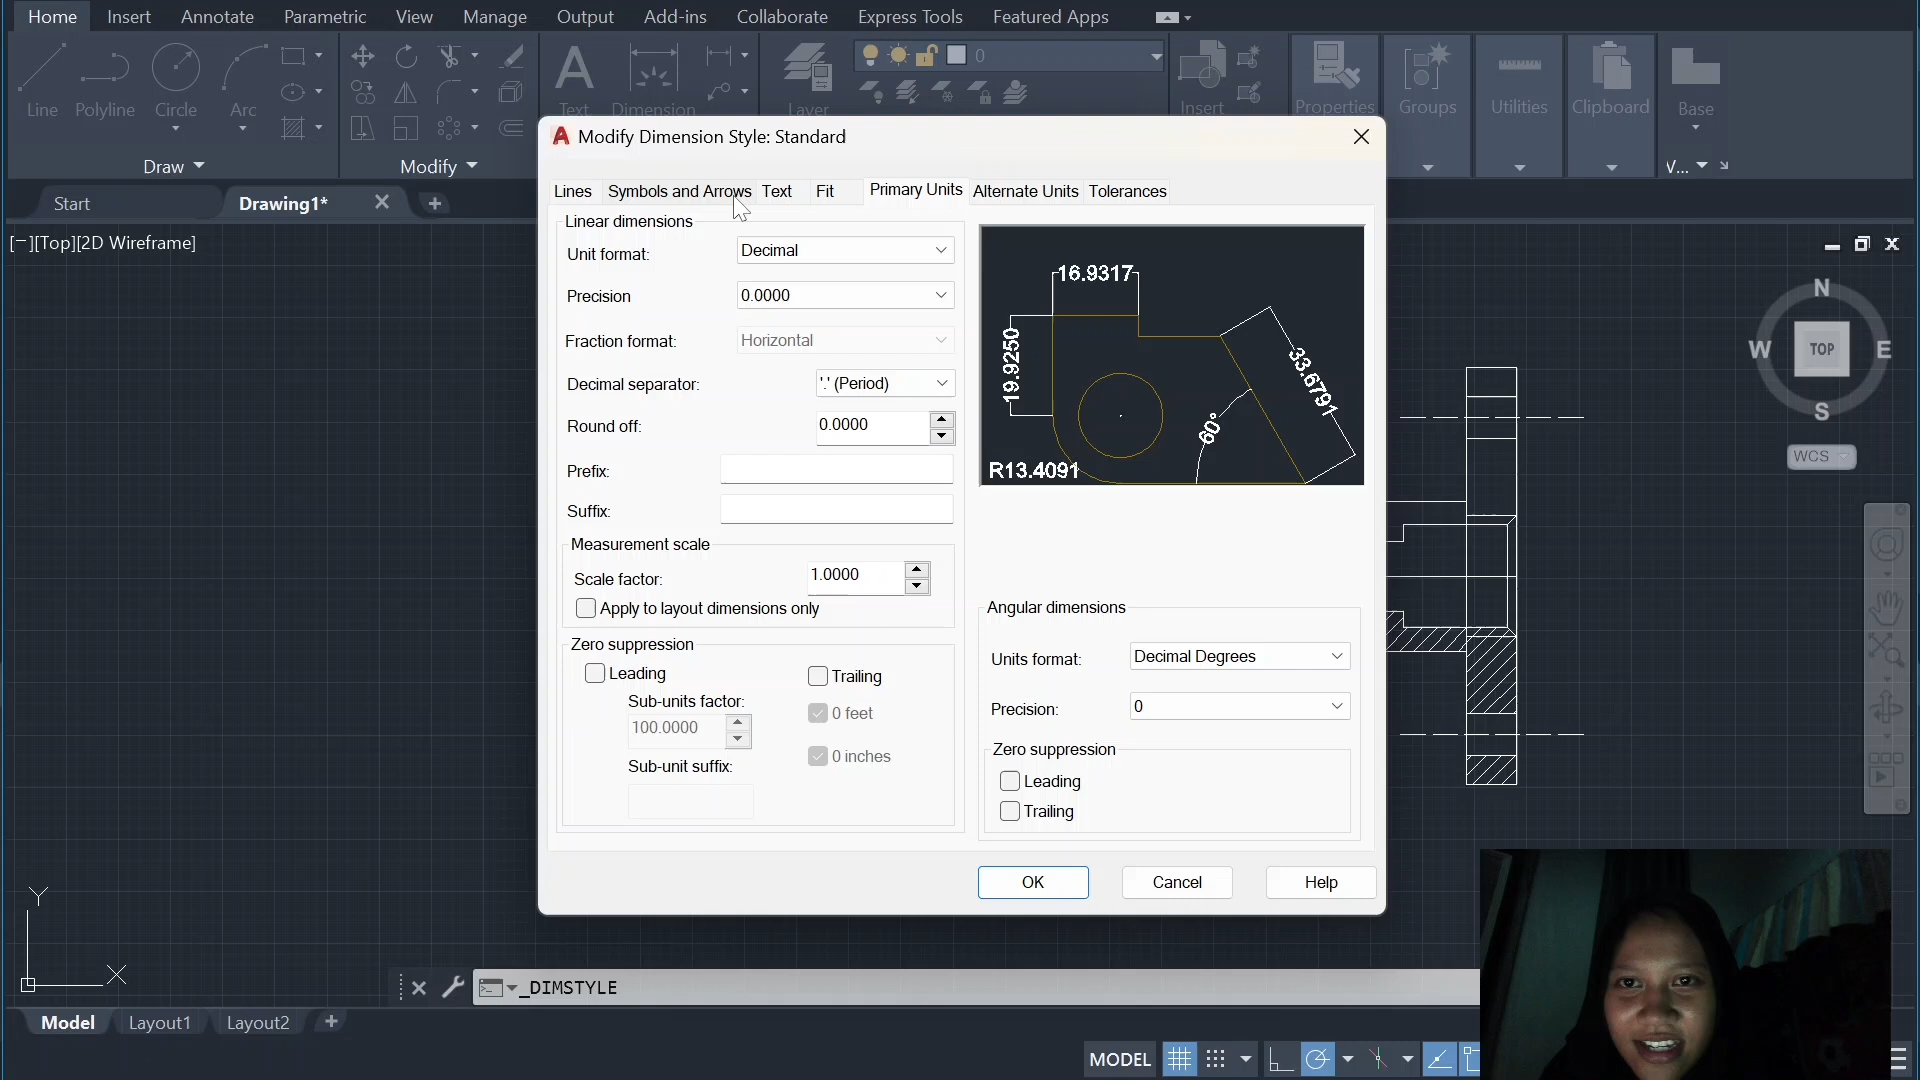 Home Insert Annotate Parametric View Manage Output Add-ins Collaborate Express Tools Featured Apps
0
Line Polyline Circle Arc Text Dimension Layer Insert Properties Groups Utilities Clipboard Base
Draw Modify V...
Start Drawing1*
[−][Top][2D Wireframe]
Modify Dimension Style: Standard
Lines Symbols and Arrows Text Fit Primary Units Alternate Units Tolerances
Linear dimensions
Unit format: Decimal
Precision 0.0000
Fraction format: Horizontal
Decimal separator: '.' (Period)
Round off: 0.0000
Prefix:
Suffix:
Measurement scale
Scale factor: 1.0000
Apply to layout dimensions only
Zero suppression
Leading Trailing
Sub-units factor: 0 feet
100.0000
0 inches
Sub-unit suffix:
16.9317
19.9250
33.6791
60°
R13.4091
Angular dimensions
Units format: Decimal Degrees
Precision: 0
Zero suppression
Leading
Trailing
OK Cancel Help
N
W TOP E
S
WCS
Y
X
_DIMSTYLE
Model Layout1 Layout2
MODEL